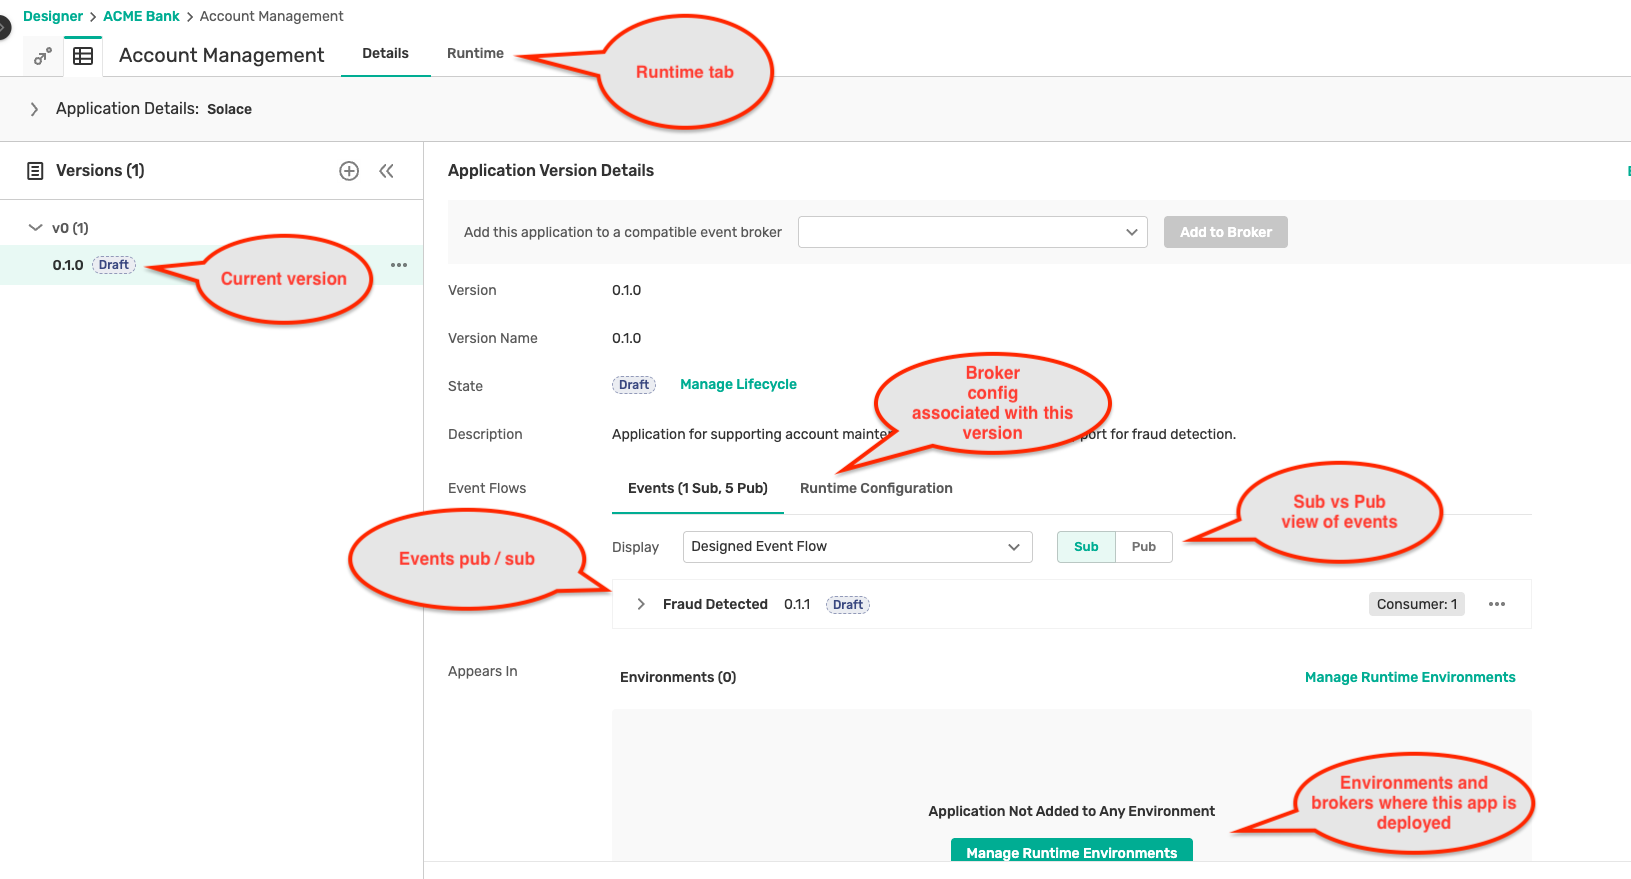 Designer > ACME Bank > Account Management
Account Management
Details
Runtime
Runtime tab
Application Details: Solace
Versions (1)
v0 (1)
0.1.0 Draft
Current version
Application Version Details
Add this application to a compatible event broker
Add to Broker
Version 0.1.0
Version Name 0.1.0
State Draft Manage Lifecycle
Broker
config
associated with this
version
Description Application for supporting account port for fraud detection.
Event Flows
Events (1 Sub, 5 Pub)
Runtime Configuration
Sub vs Pub
view of events
Events pub / sub
Display Designed Event Flow Sub Pub
Fraud Detected 0.1.1 Draft Consumer: 1
Appears In
Environments (0)
Manage Runtime Environments
Environments and
brokers where this app is
deployed
Application Not Added to Any Environment
Manage Runtime Environments